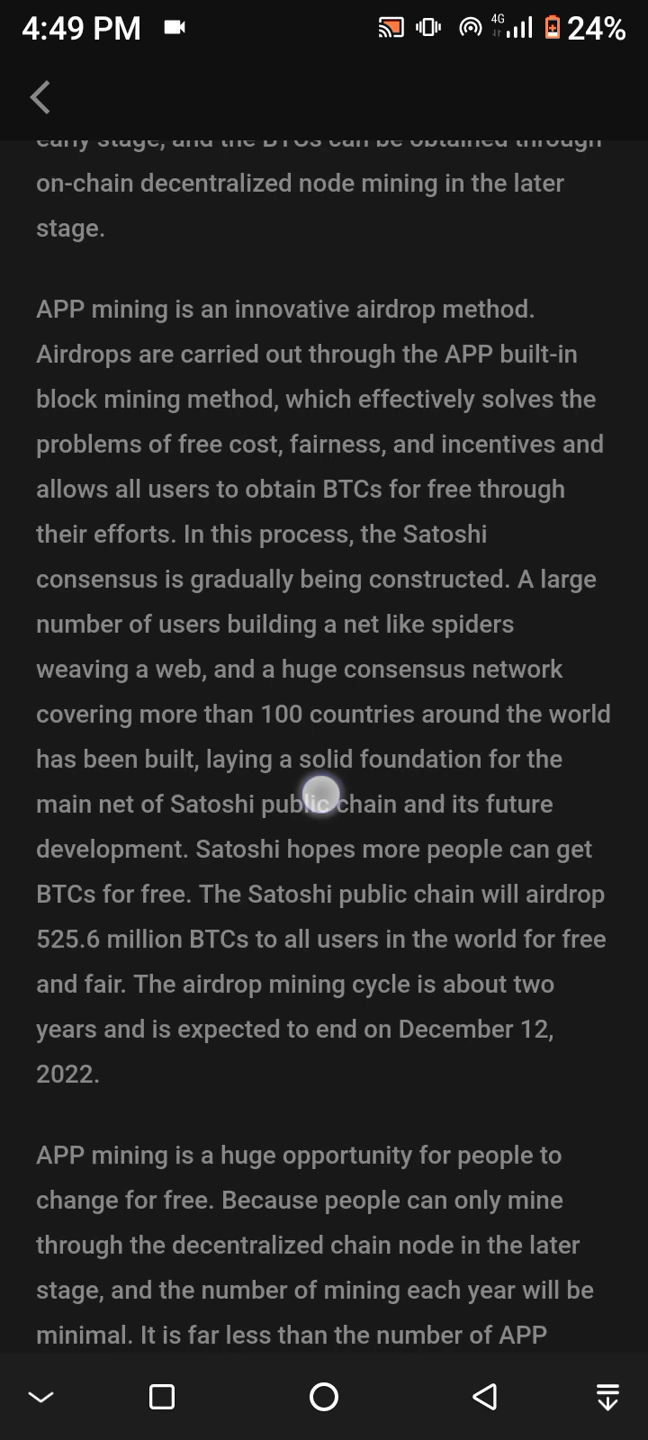 4:49 PM
4G
24%
early stage, and the BTCs can be obtained through
on-chain decentralized node mining in the later
stage.
APP mining is an innovative airdrop method.
Airdrops are carried out through the APP built-in
block mining method, which effectively solves the
problems of free cost, fairness, and incentives and
allows all users to obtain BTCs for free through
their efforts. In this process, the Satoshi
consensus is gradually being constructed. A large
number of users building a net like spiders
weaving a web, and a huge consensus network
covering more than 100 countries around the world
has been built, laying a solid foundation for the
main net of Satoshi public chain and its future
development. Satoshi hopes more people can get
BTCs for free. The Satoshi public chain will airdrop
525.6 million BTCs to all users in the world for free
and fair. The airdrop mining cycle is about two
years and is expected to end on December 12,
2022.
APP mining is a huge opportunity for people to
change for free. Because people can only mine
through the decentralized chain node in the later
stage, and the number of mining each year will be
minimal. It is far less than the number of APP